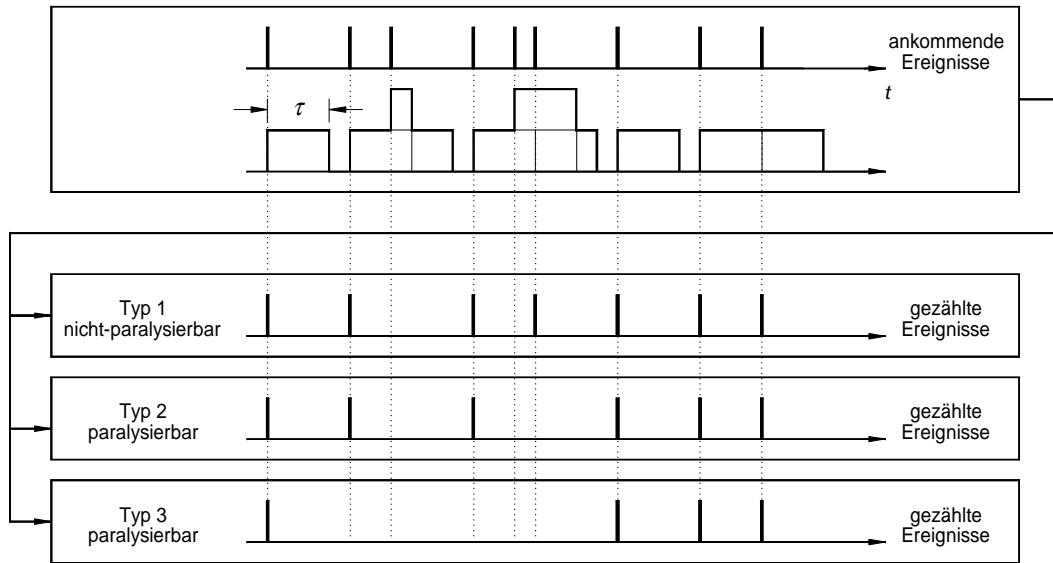 ankommende
Ereignisse
t
τ
Typ 1
nicht-paralysierbar
gezählte
Ereignisse
Typ 2
paralysierbar
gezählte
Ereignisse
Typ 3
paralysierbar
gezählte
Ereignisse